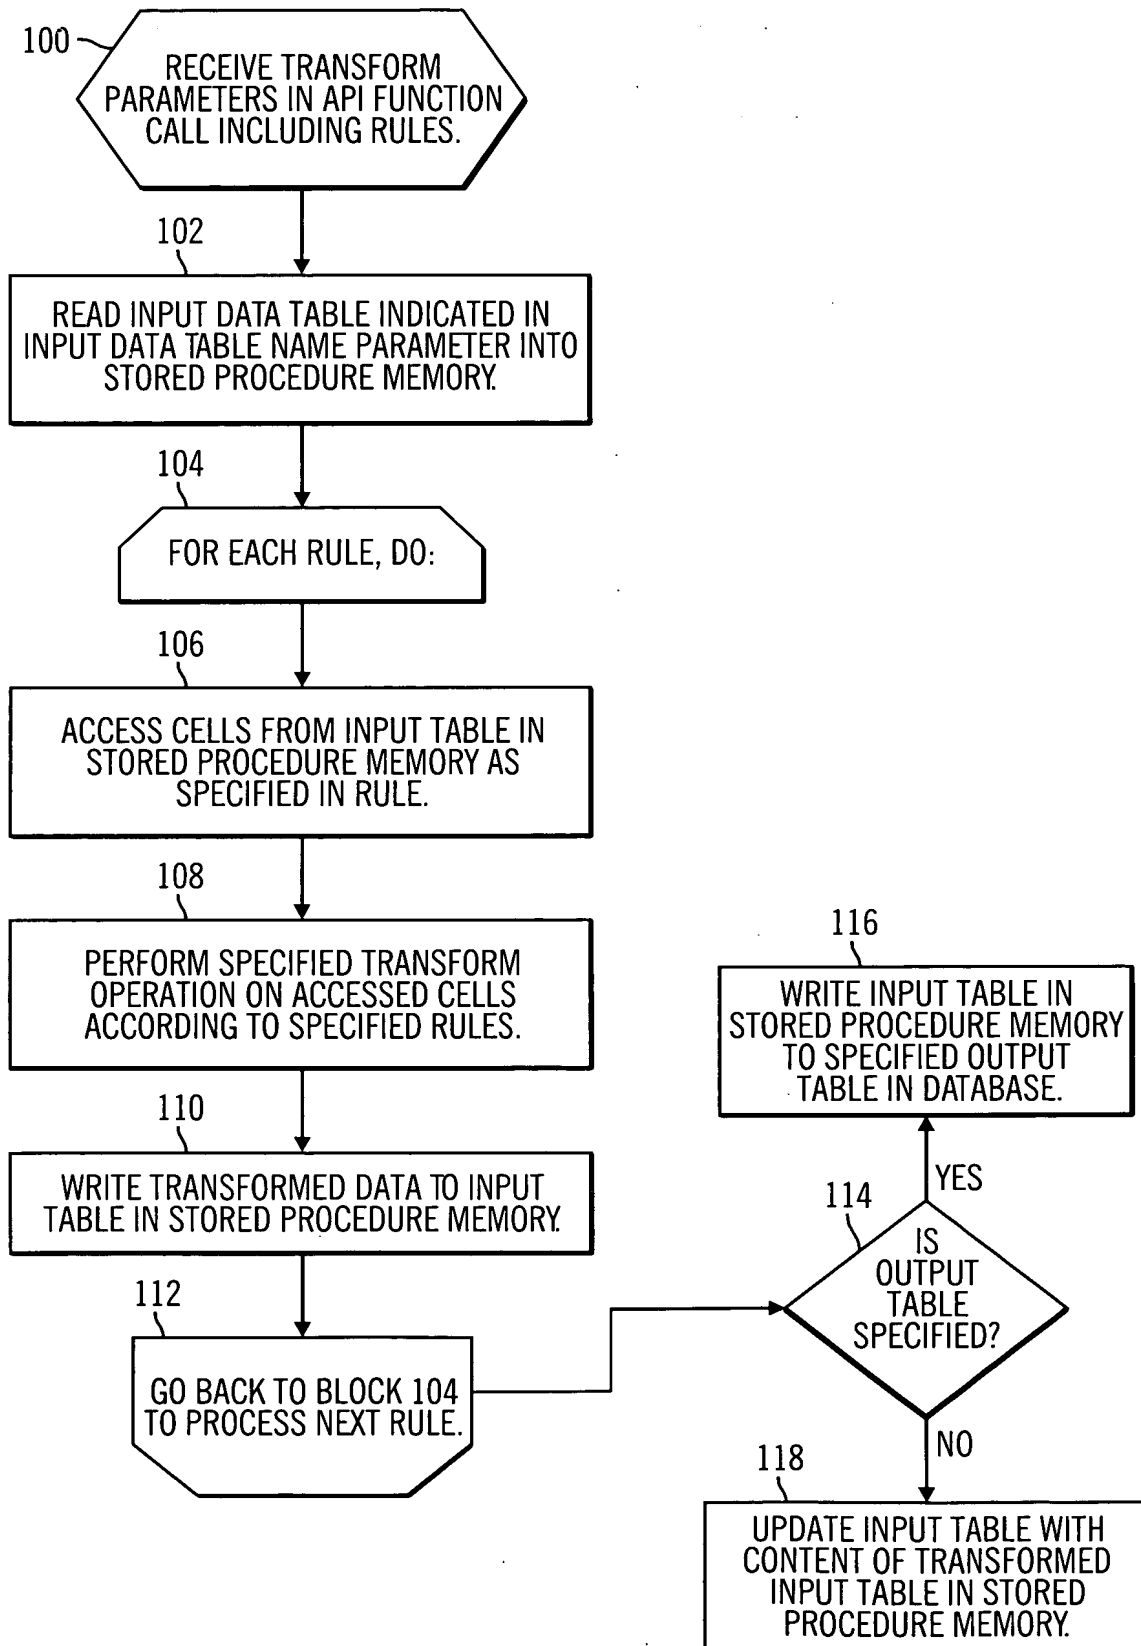 100
RECEIVE TRANSFORM
PARAMETERS IN API FUNCTION
CALL INCLUDING RULES.
102
READ INPUT DATA TABLE INDICATED IN
INPUT DATA TABLE NAME PARAMETER INTO
STORED PROCEDURE MEMORY.
104
FOR EACH RULE, DO:
106
ACCESS CELLS FROM INPUT TABLE IN
STORED PROCEDURE MEMORY AS
SPECIFIED IN RULE.
108
PERFORM SPECIFIED TRANSFORM
OPERATION ON ACCESSED CELLS
ACCORDING TO SPECIFIED RULES.
110
WRITE TRANSFORMED DATA TO INPUT
TABLE IN STORED PROCEDURE MEMORY.
112
GO BACK TO BLOCK 104
TO PROCESS NEXT RULE.
114
IS
OUTPUT
TABLE
SPECIFIED?
YES
116
WRITE INPUT TABLE IN
STORED PROCEDURE MEMORY
TO SPECIFIED OUTPUT
TABLE IN DATABASE.
NO
118
UPDATE INPUT TABLE WITH
CONTENT OF TRANSFORMED
INPUT TABLE IN STORED
PROCEDURE MEMORY.